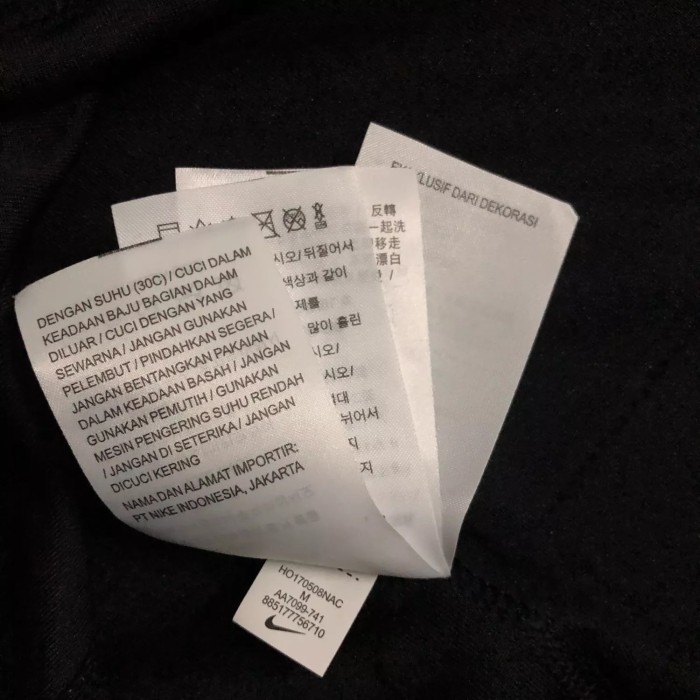 EKSKLUSIF DARI DEKORASI
反轉
一起洗
移走
漂白
/
시오/ 뒤집어서
색상과 같이
제를
많이 흘린
시오/
시오/
뉘어서
지
지
DENGAN SUHU (30C) / CUCI DALAM
KEADAAN BAJU BAGIAN DALAM
DILUAR / CUCI DENGAN YANG
SEWARNA / JANGAN GUNAKAN
PELEMBUT / PINDAHKAN SEGERA /
JANGAN BENTANGKAN PAKAIAN
DALAM KEADAAN BASAH / JANGAN
GUNAKAN PEMUTIH / GUNAKAN
MESIN PENGERING SUHU RENDAH
/ JANGAN DI SETERIKA / JANGAN
DICUCI KERING
NAMA DAN ALAMAT IMPORTIR:
PT NIKE INDONESIA, JAKARTA
HO170508NAC
M
AA7099-741
885177756710